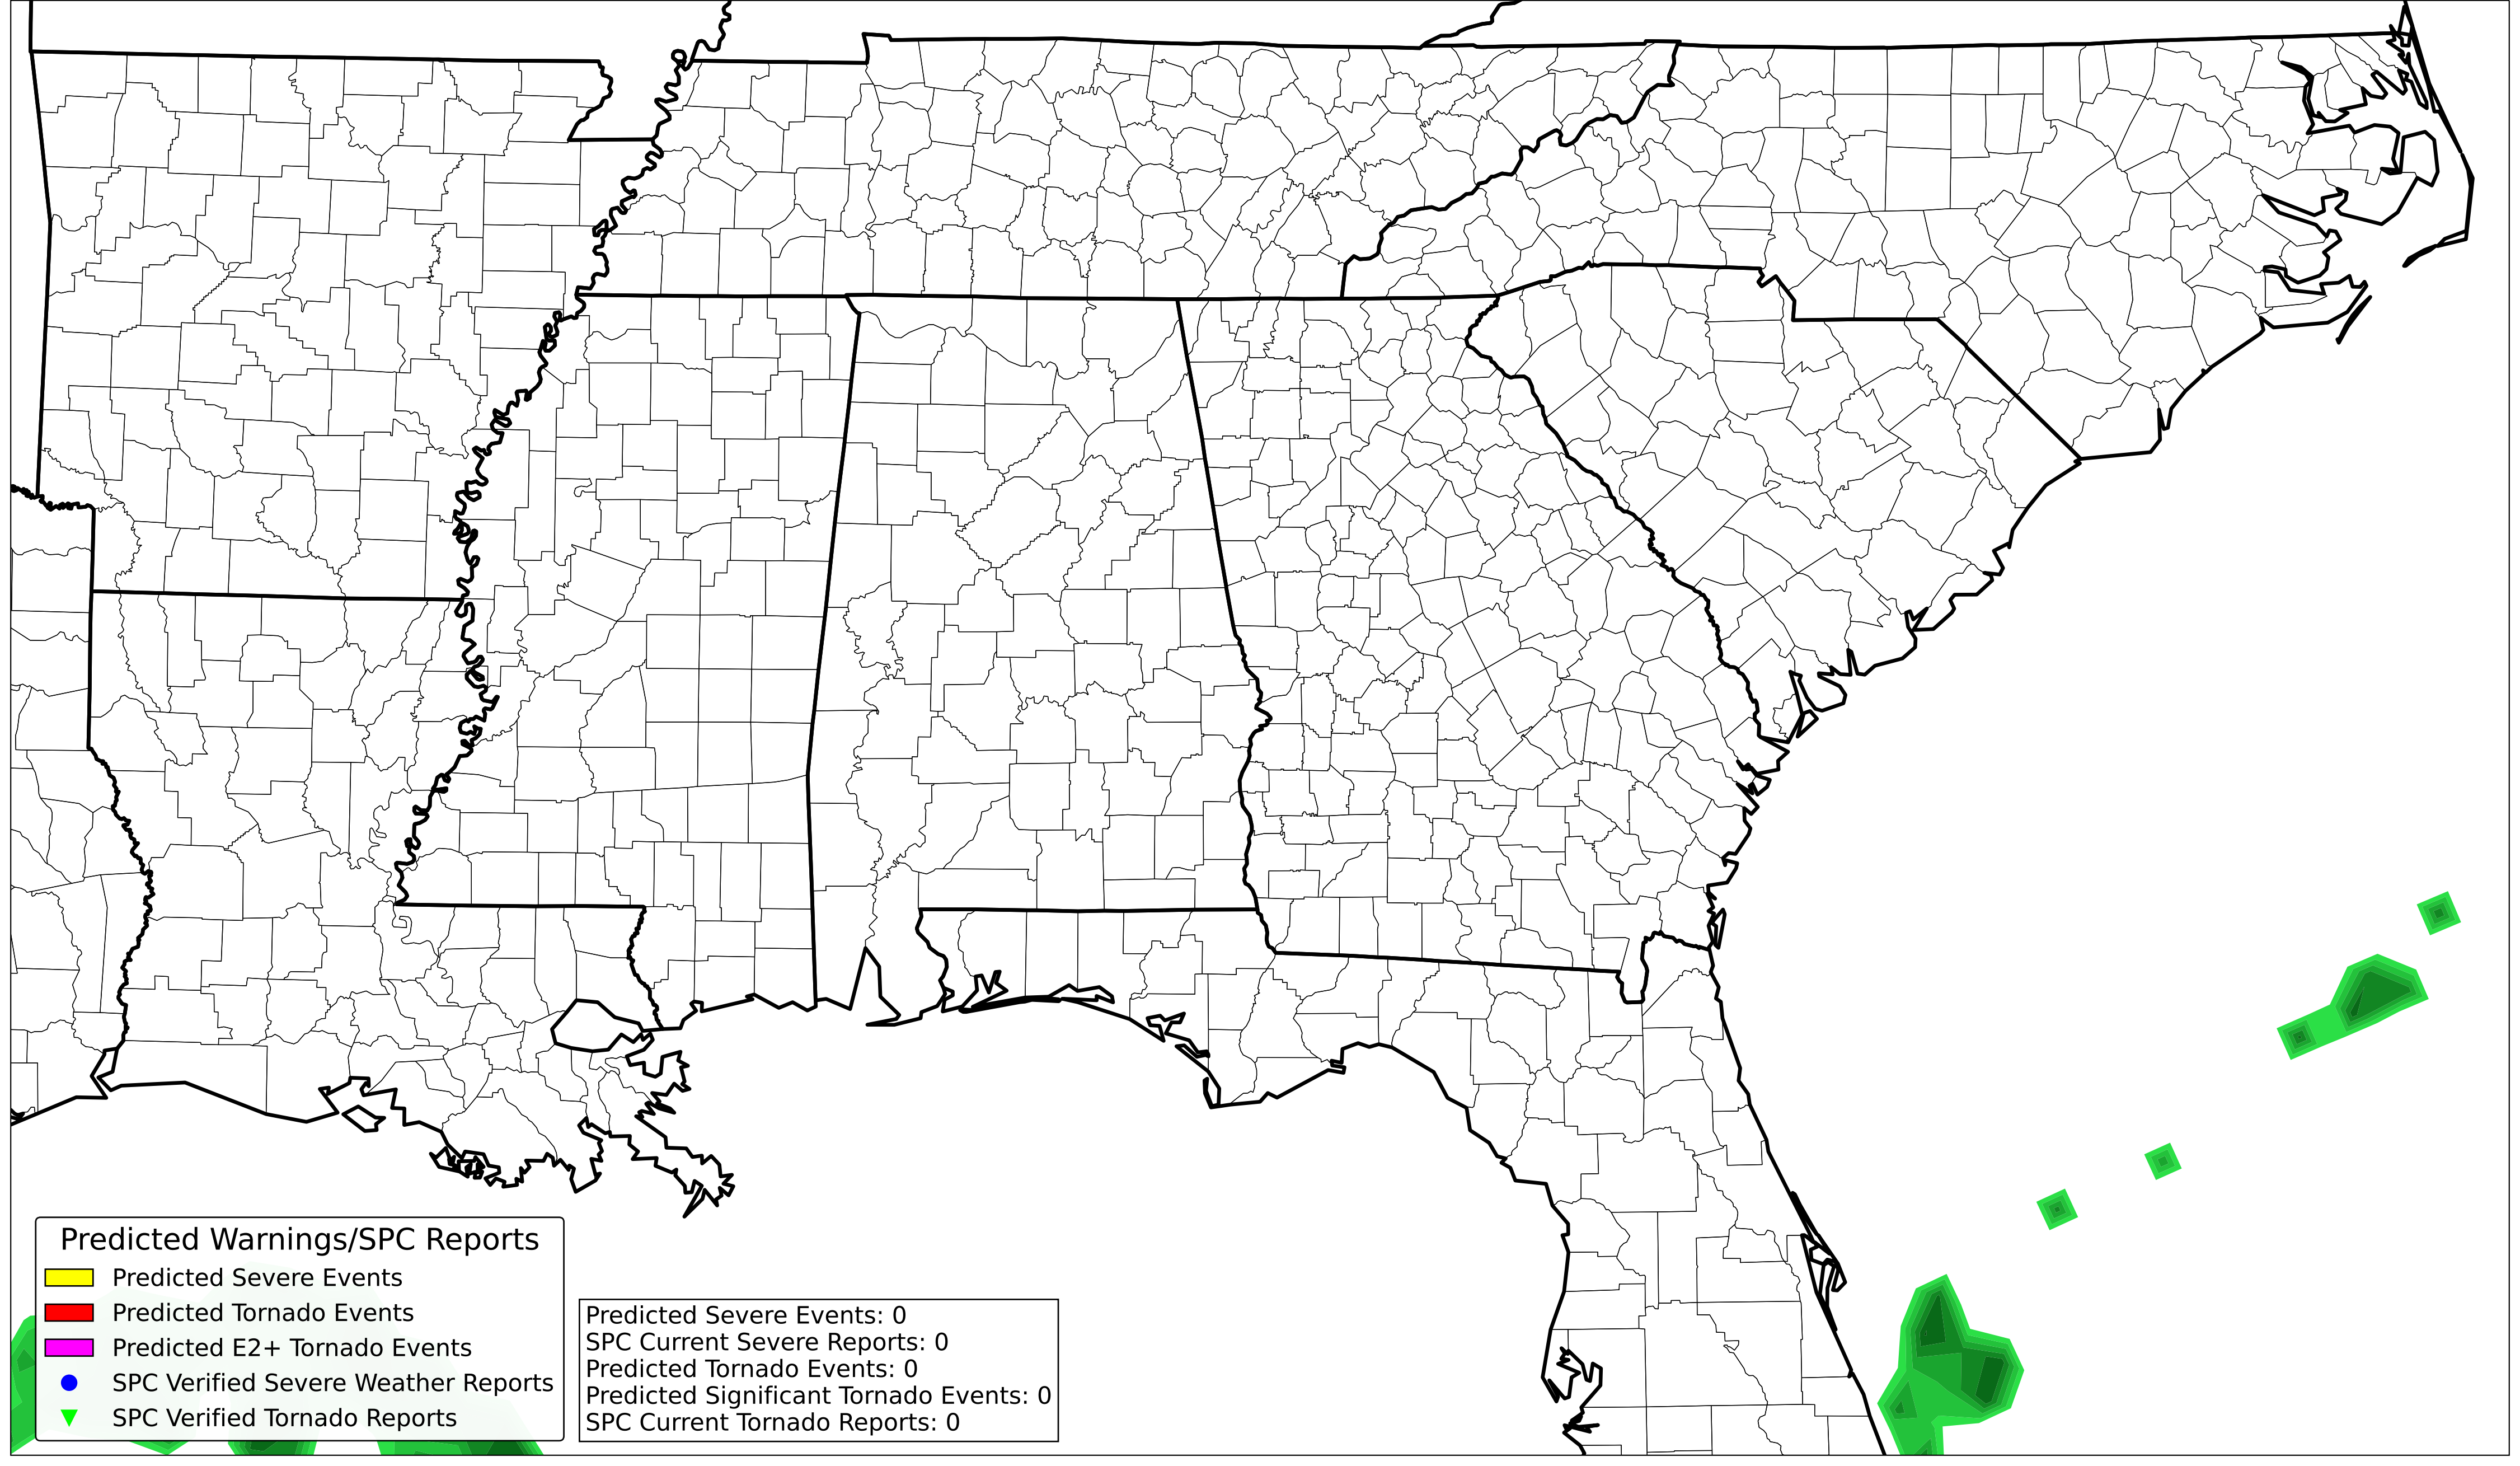 Predicted Warnings/SPC Reports
Predicted Severe Events
Predicted Tornado Events
Predicted E2+ Tornado Events
SPC Verified Severe Weather Reports
SPC Verified Tornado Reports
Predicted Severe Events: 0
SPC Current Severe Reports: 0
Predicted Tornado Events: 0
Predicted Significant Tornado Events: 0
SPC Current Tornado Reports: 0